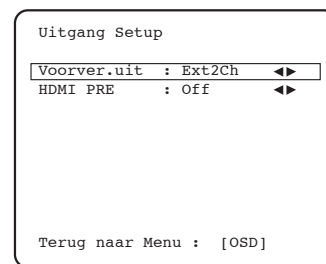 Uitgang Setup
Voorver.uit : Ext2Ch ◀▶
HDMI PRE : Off ◀▶
Terug naar Menu : [OSD]